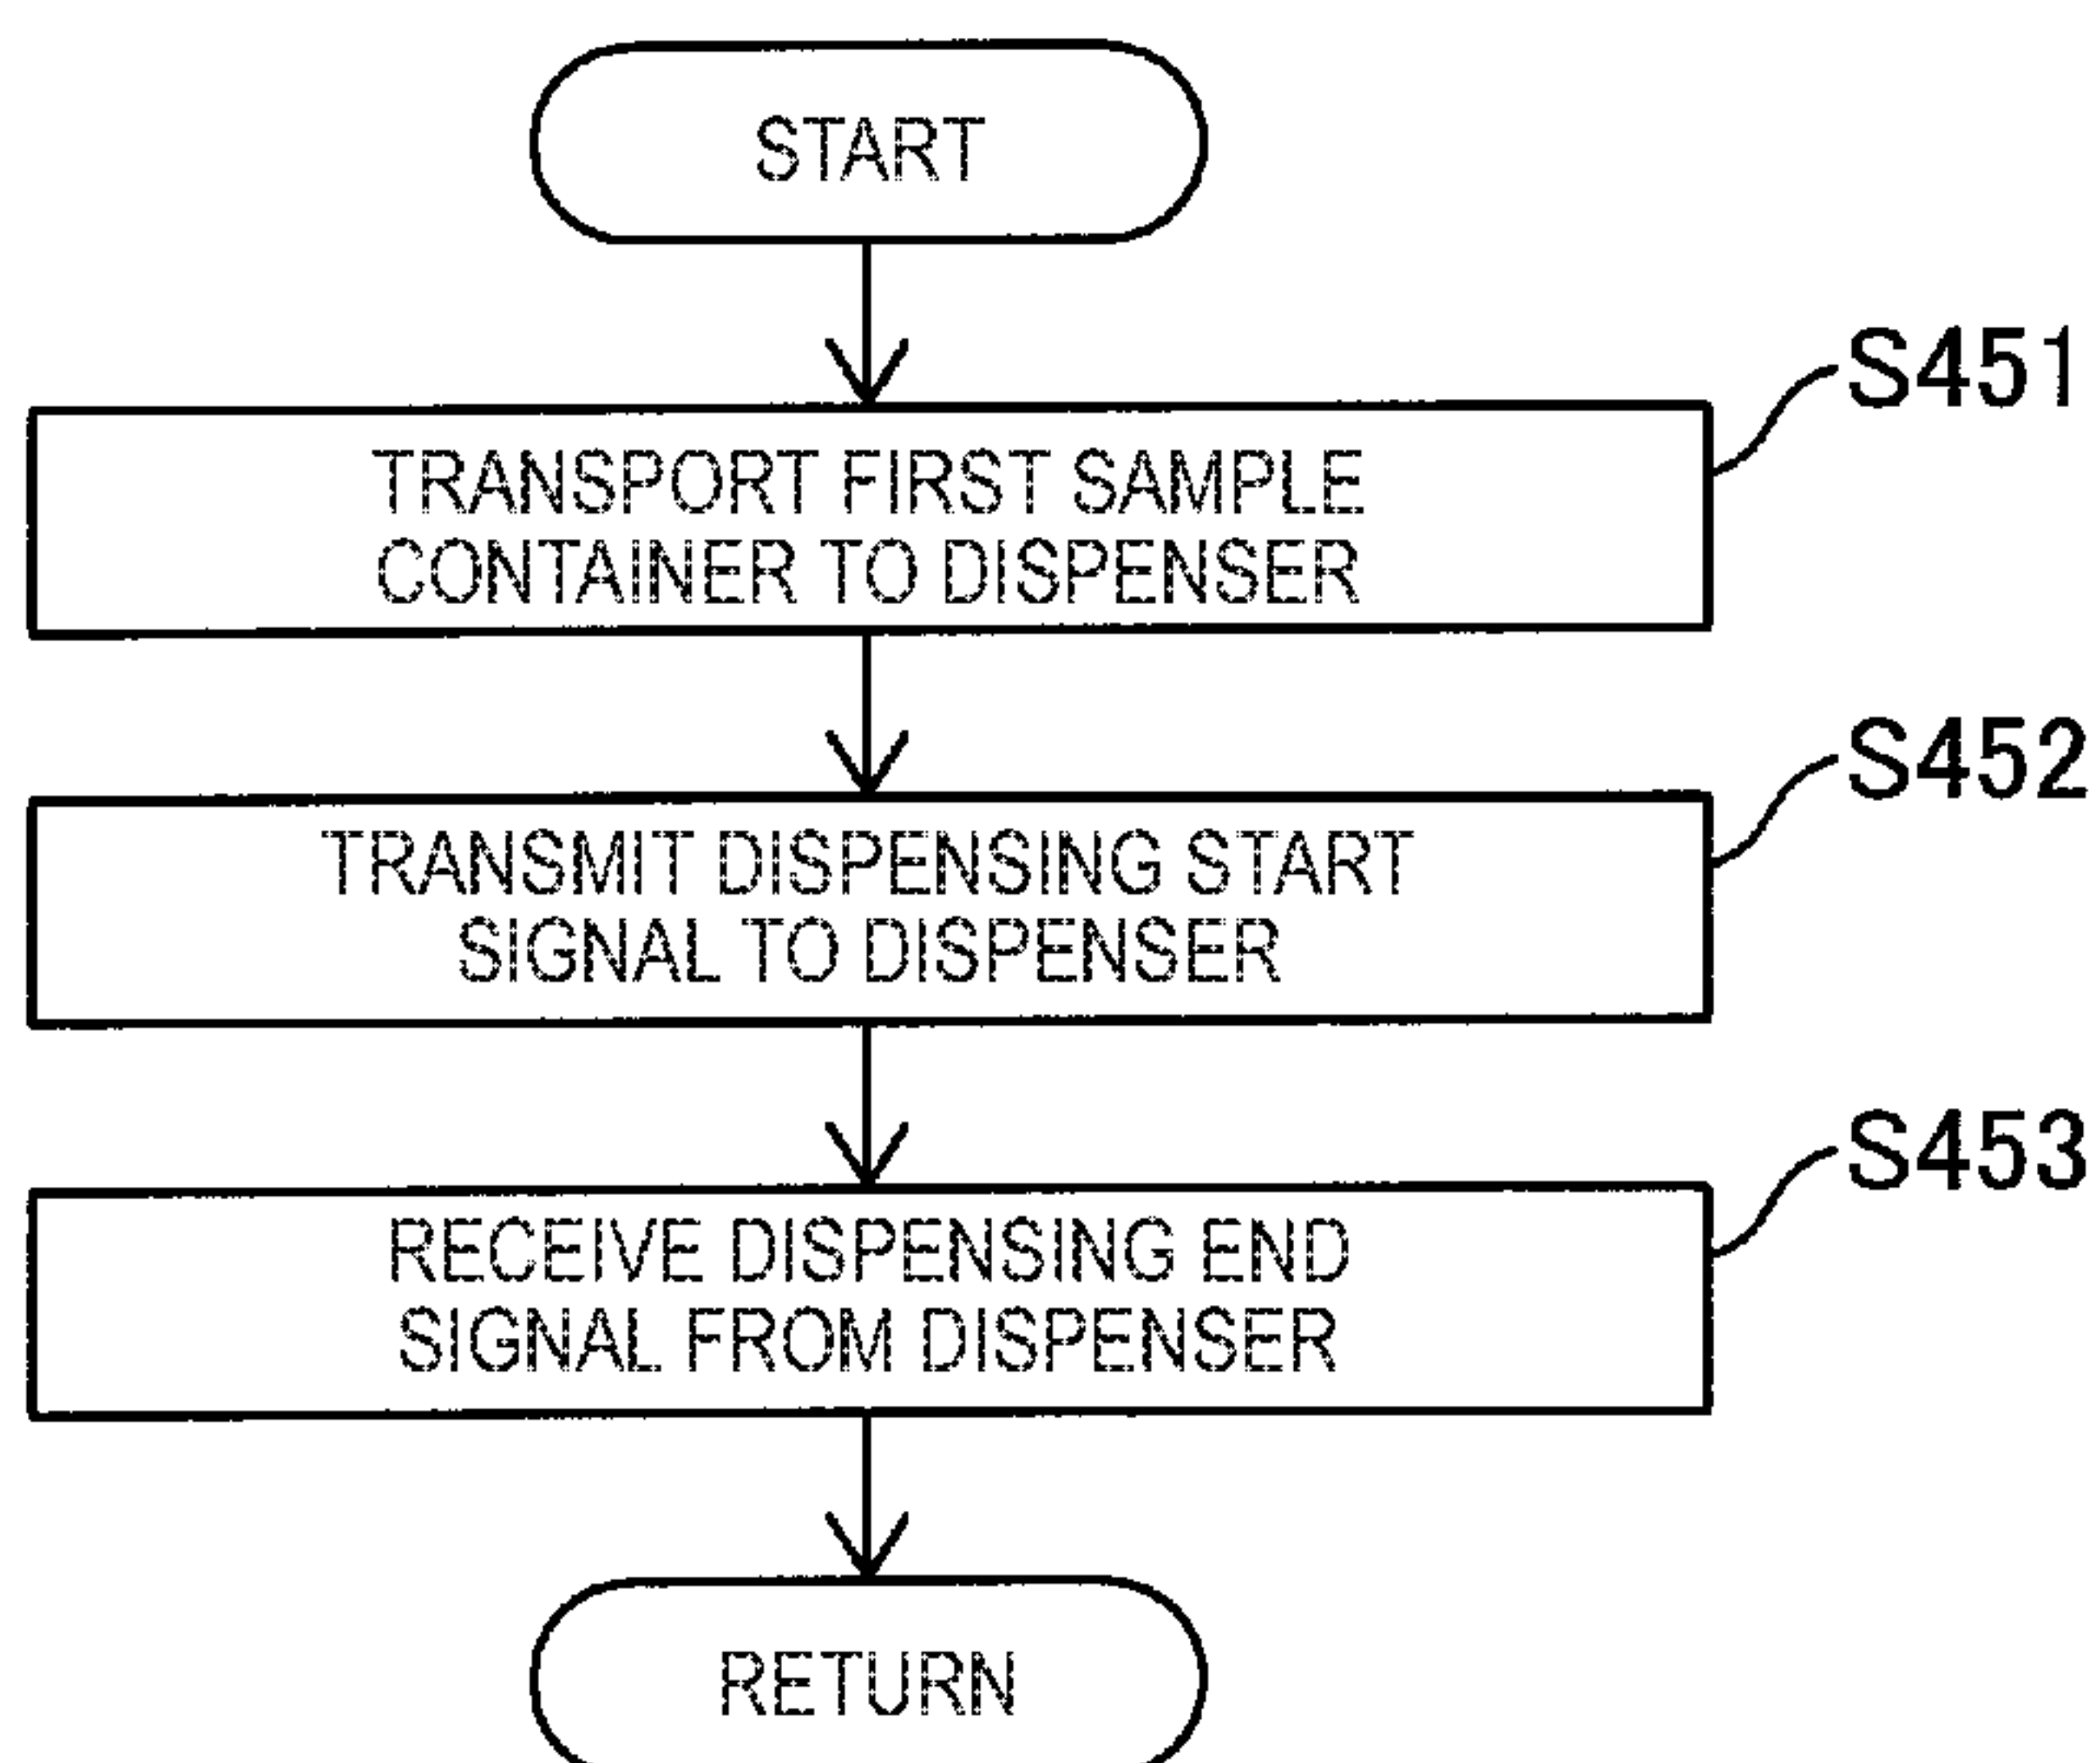 START
S451
TRANSPORT FIRST SAMPLE
CONTAINER TO DISPENSER
S452
TRANSMIT DISPENSING START
SIGNAL TO DISPENSER
S453
RECEIVE DISPENSING END
SIGNAL FROM DISPENSER
RETURN